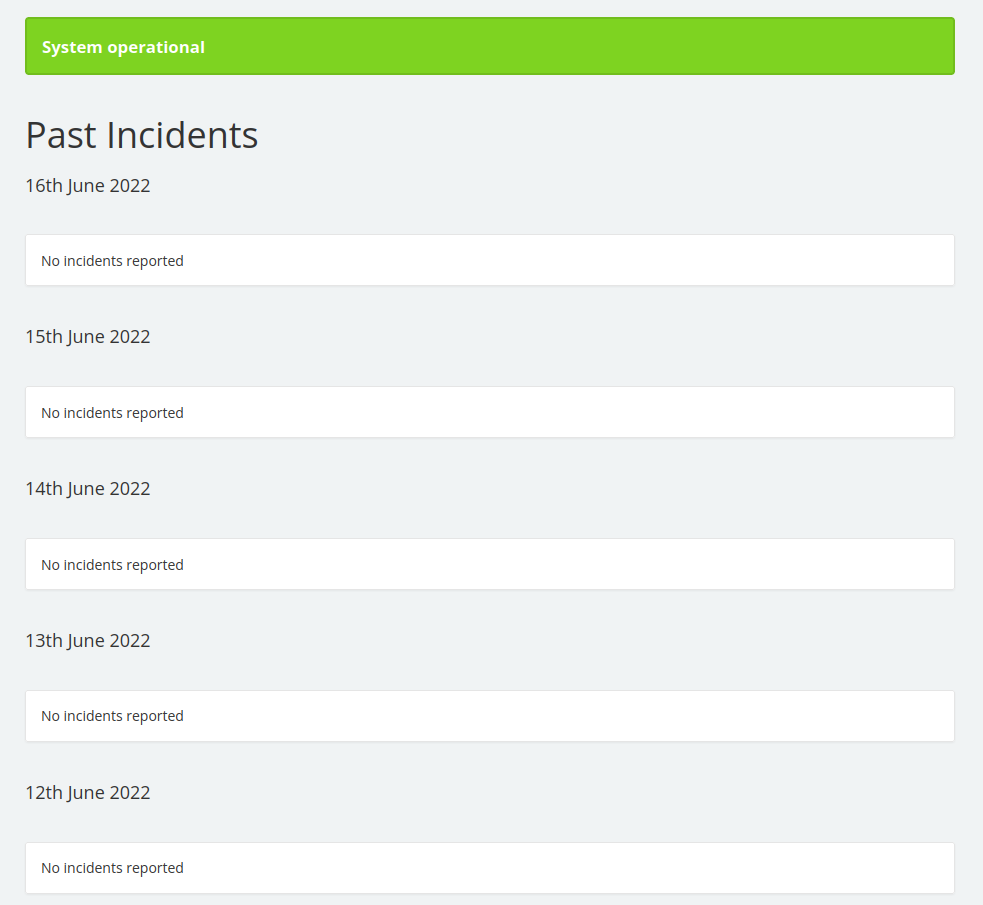 System operational
Past Incidents
16th June 2022
No incidents reported
15th June 2022
No incidents reported
14th June 2022
No incidents reported
13th June 2022
No incidents reported
12th June 2022
No incidents reported